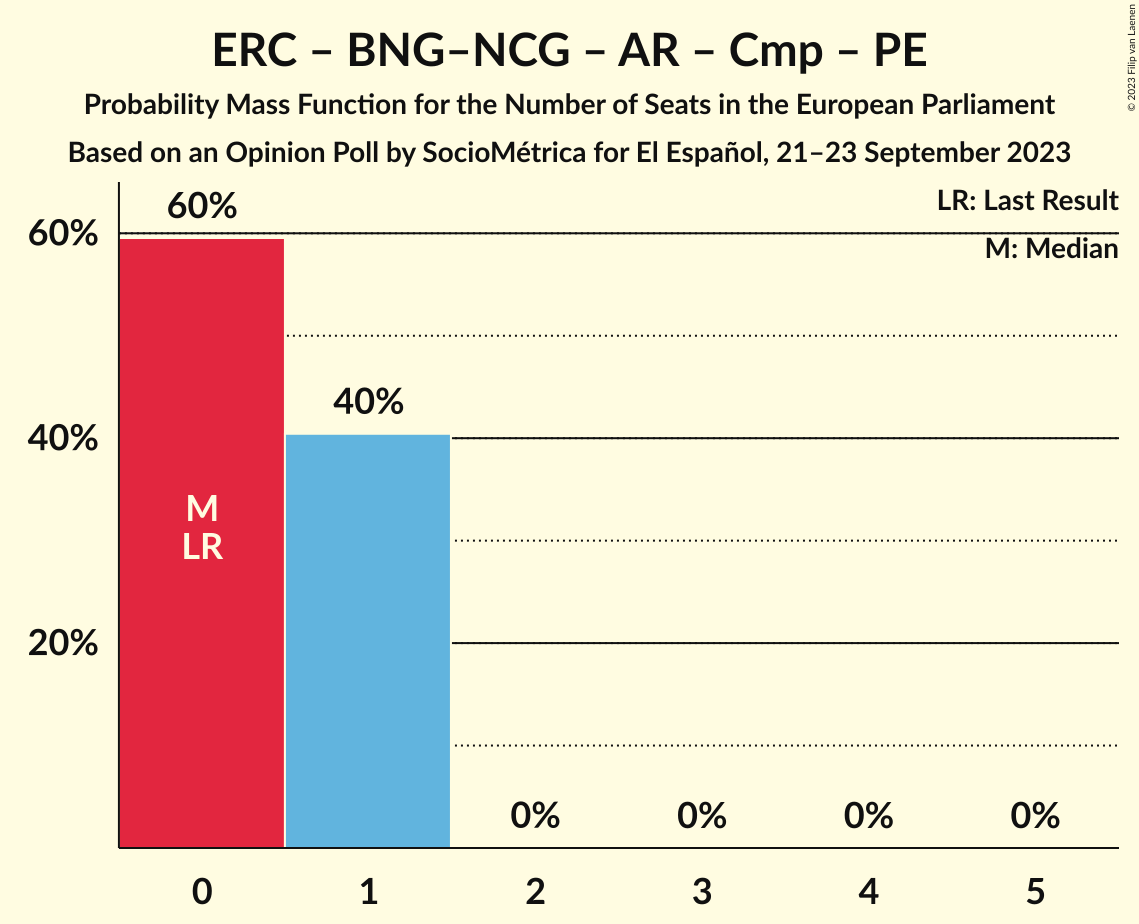 ERC – BNG–NCG – AR – Cmp – PE
Probability Mass Function for the Number of Seats in the European Parliament
Based on an Opinion Poll by SocioMétrica for El Español, 21–23 September 2023
© 2023 Filip van Laenen
LR: Last Result
M: Median
60%
60%
40%
40%
20%
M
LR
0%
0%
0%
0%
0
1
2
3
4
5